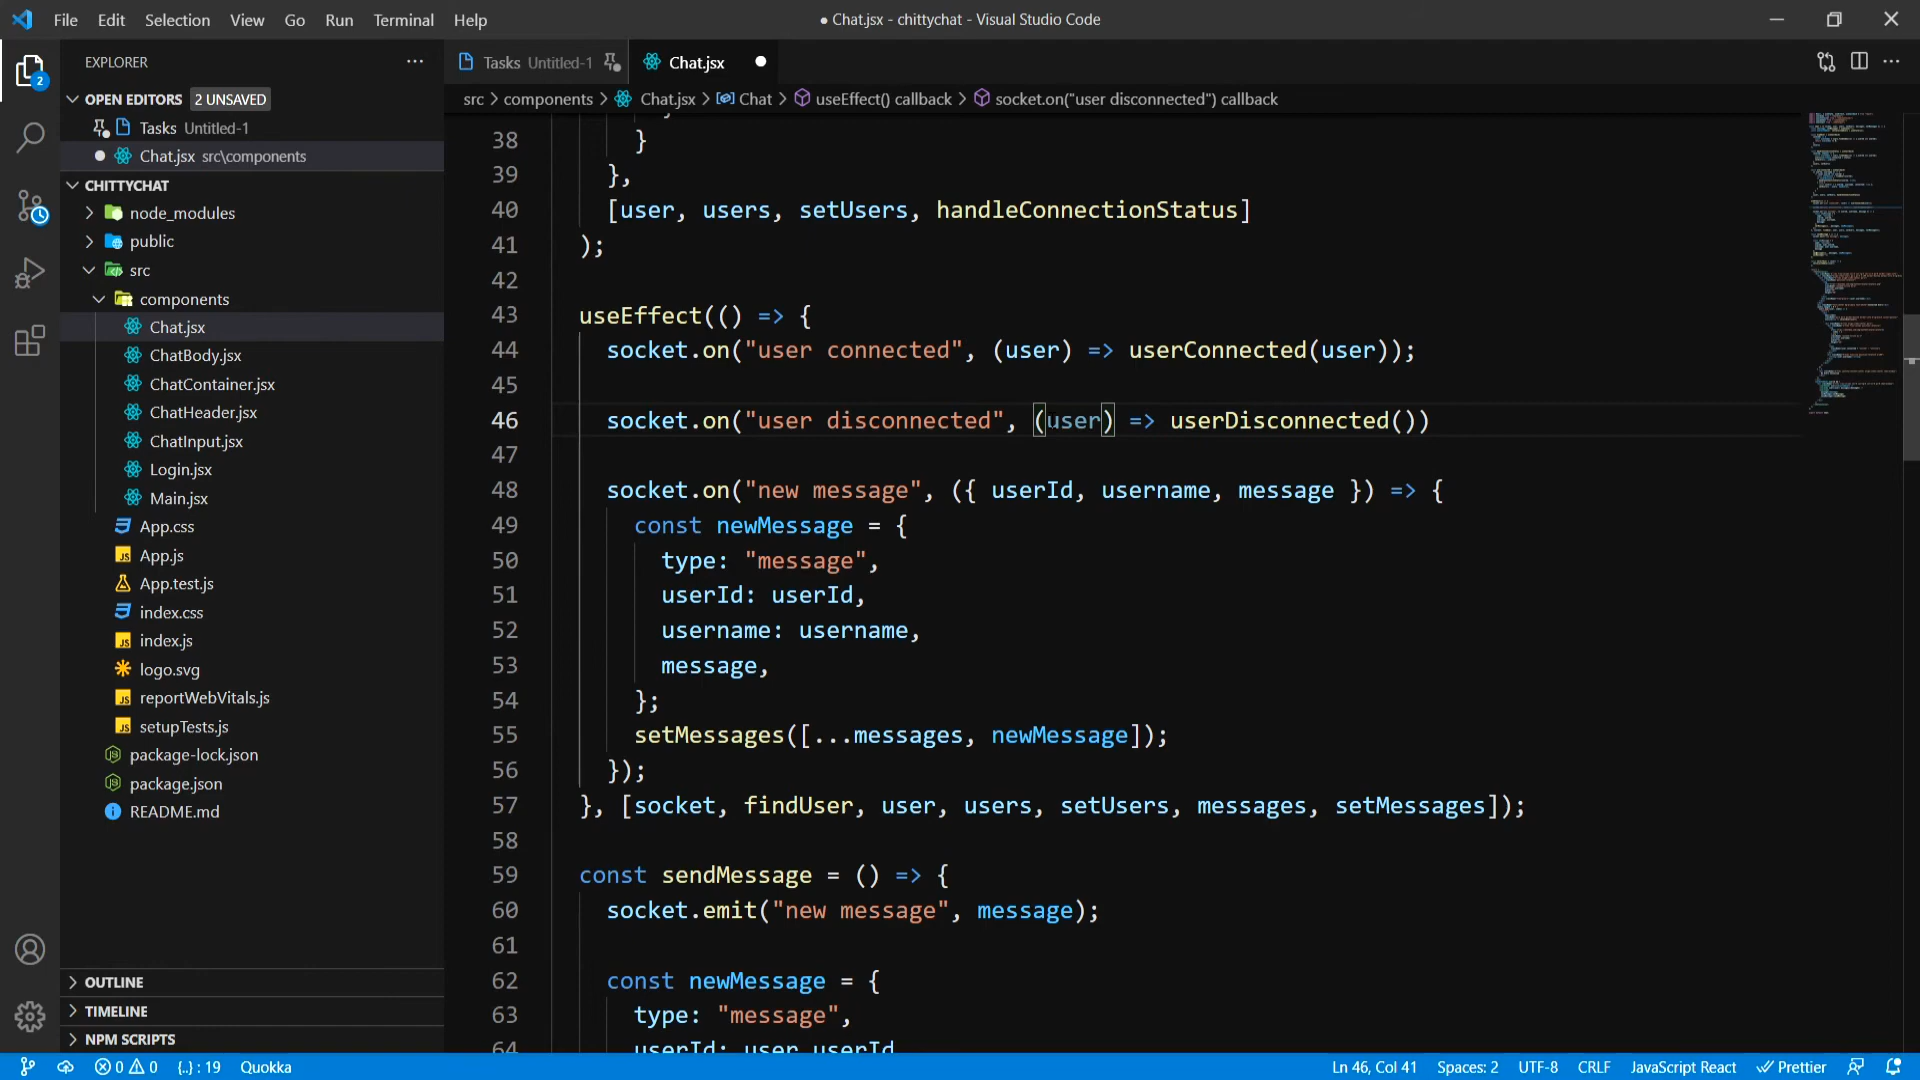 File Edit Selection View Go Run Terminal Help
● Chat.jsx - chittychat - Visual Studio Code
EXPLORER
OPEN EDITORS 2 UNSAVED
Tasks Untitled-1
Chat.jsx src\components
CHITTYCHAT
node_modules
public
src
components
Chat.jsx
ChatBody.jsx
ChatContainer.jsx
ChatHeader.jsx
ChatInput.jsx
Login.jsx
Main.jsx
App.css
App.js
App.test.js
index.css
index.js
logo.svg
reportWebVitals.js
setupTests.js
package-lock.json
package.json
README.md
OUTLINE
TIMELINE
NPM SCRIPTS
Tasks Untitled-1 Chat.jsx
src > components > Chat.jsx > Chat > useEffect() callback > socket.on("user disconnected") callback
38 }
39 },
40 [user, users, setUsers, handleConnectionStatus]
41 );
42
43 useEffect(() => {
44 socket.on("user connected", (user) => userConnected(user));
45
46 socket.on("user disconnected", (user) => userDisconnected())
47
48 socket.on("new message", ({ userId, username, message }) => {
49 const newMessage = {
50 type: "message",
51 userId: userId,
52 username: username,
53 message,
54 };
55 setMessages([...messages, newMessage]);
56 });
57 }, [socket, findUser, user, users, setUsers, messages, setMessages]);
58
59 const sendMessage = () => {
60 socket.emit("new message", message);
61
62 const newMessage = {
63 type: "message",
64 userId: user.userId,
2
0 0 {..} : 19 Quokka
Ln 46, Col 41 Spaces: 2 UTF-8 CRLF JavaScript React Prettier